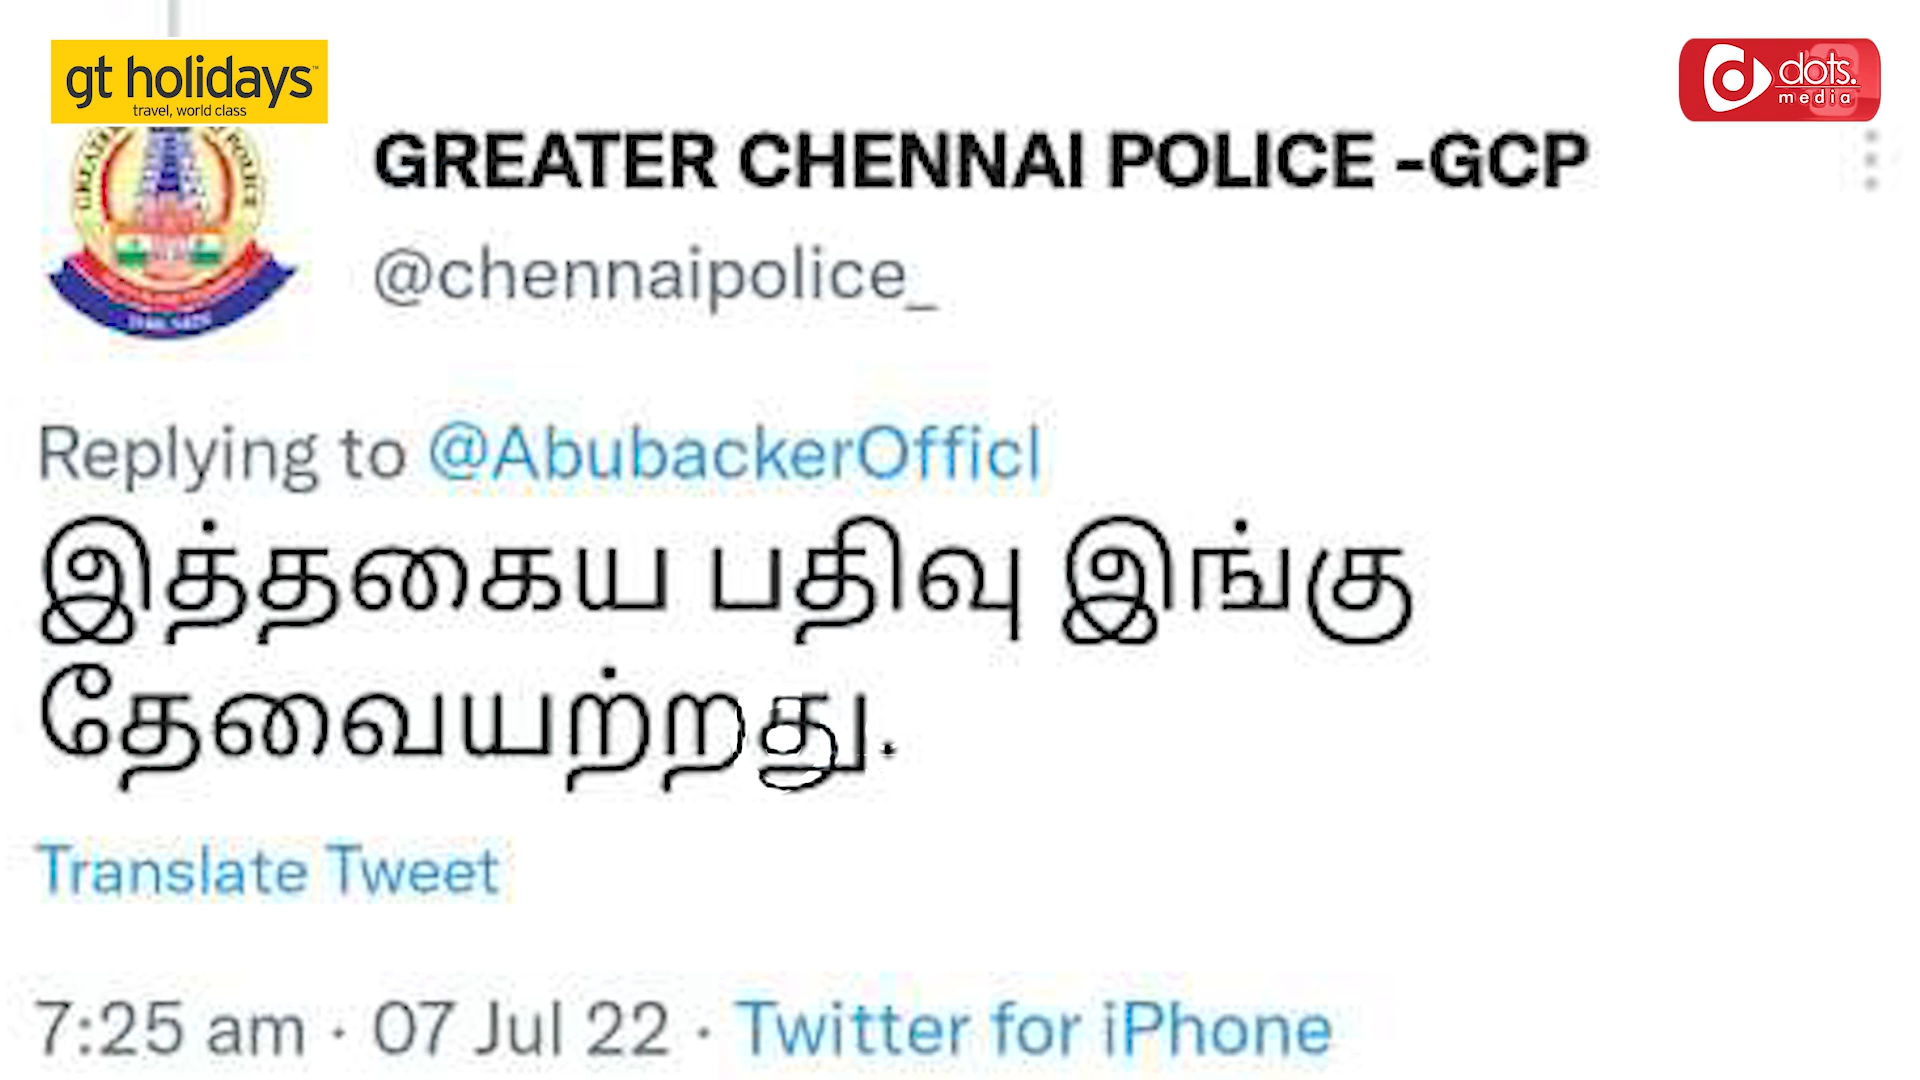 gt holidays™
travel, world class
dots.
media
GREATER CHENNAI POLICE -GCP
@chennaipolice_
Replying to @AbubackerOfficl
இத்தகைய பதிவு இங்கு
தேவையற்றது.
Translate Tweet
7:25 am · 07 Jul 22 · Twitter for iPhone